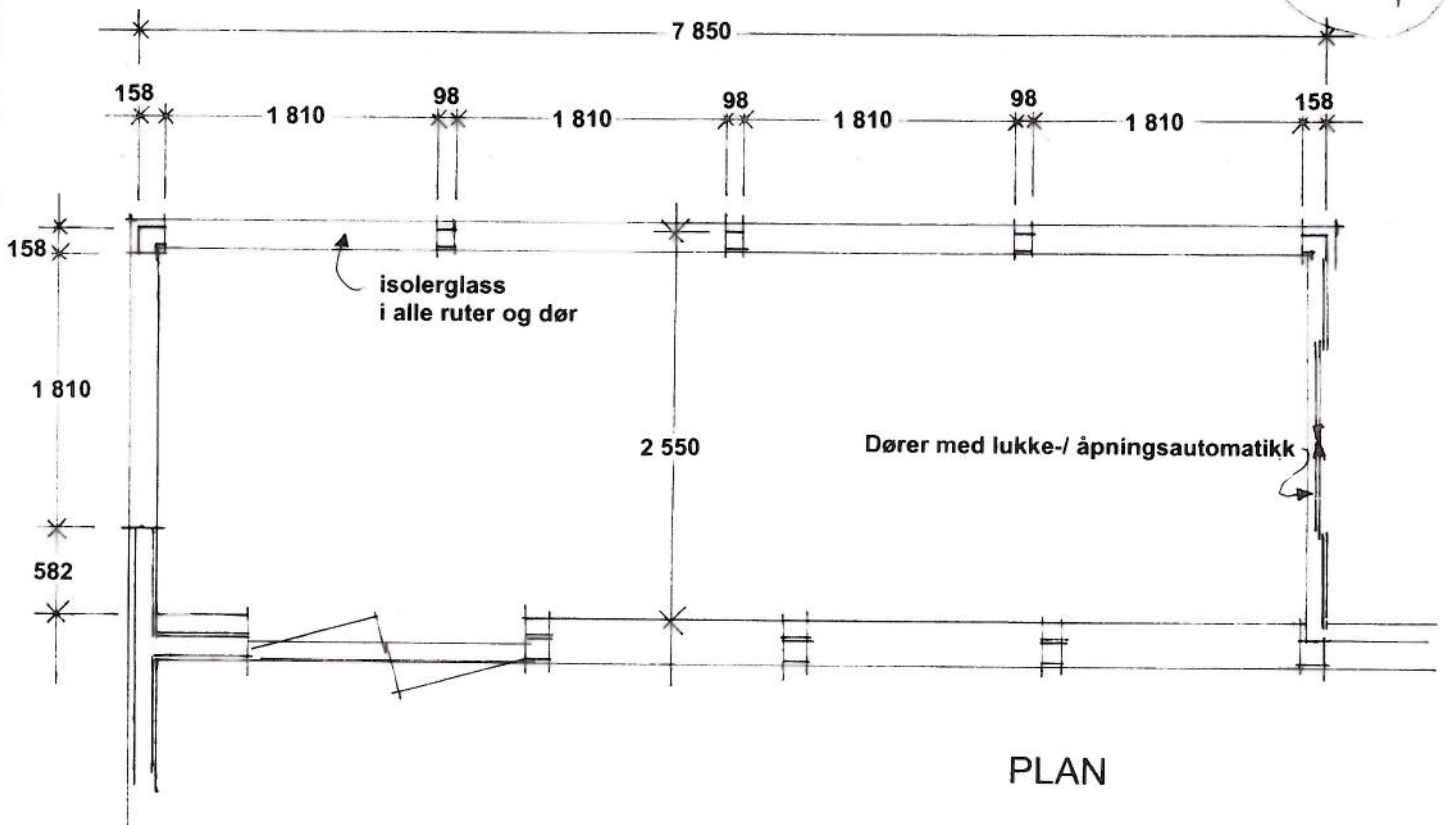 7 850
158 1 810 98 1 810 98 1 810 98 1 810 158
158
isolerglass
i alle ruter og dør
1 810
2 550
Dører med lukke-/ åpningsautomatikk
582
PLAN